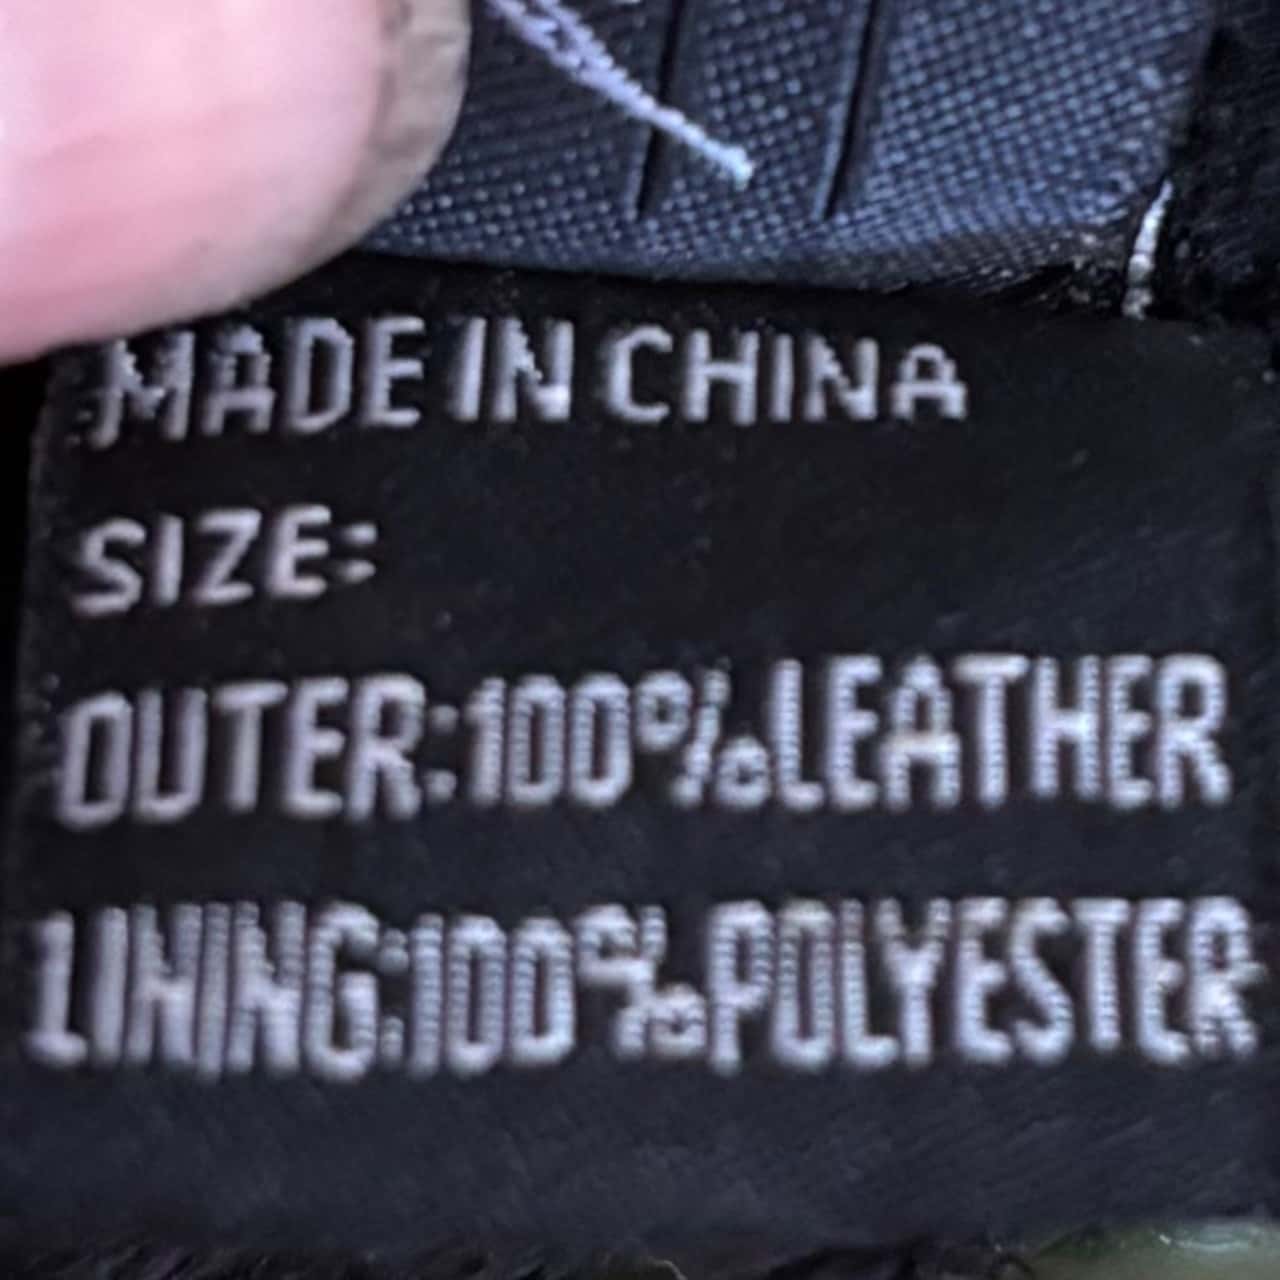 MADE IN CHINA
SIZE:
OUTER:100%LEATHER
LINING:100%POLYESTER